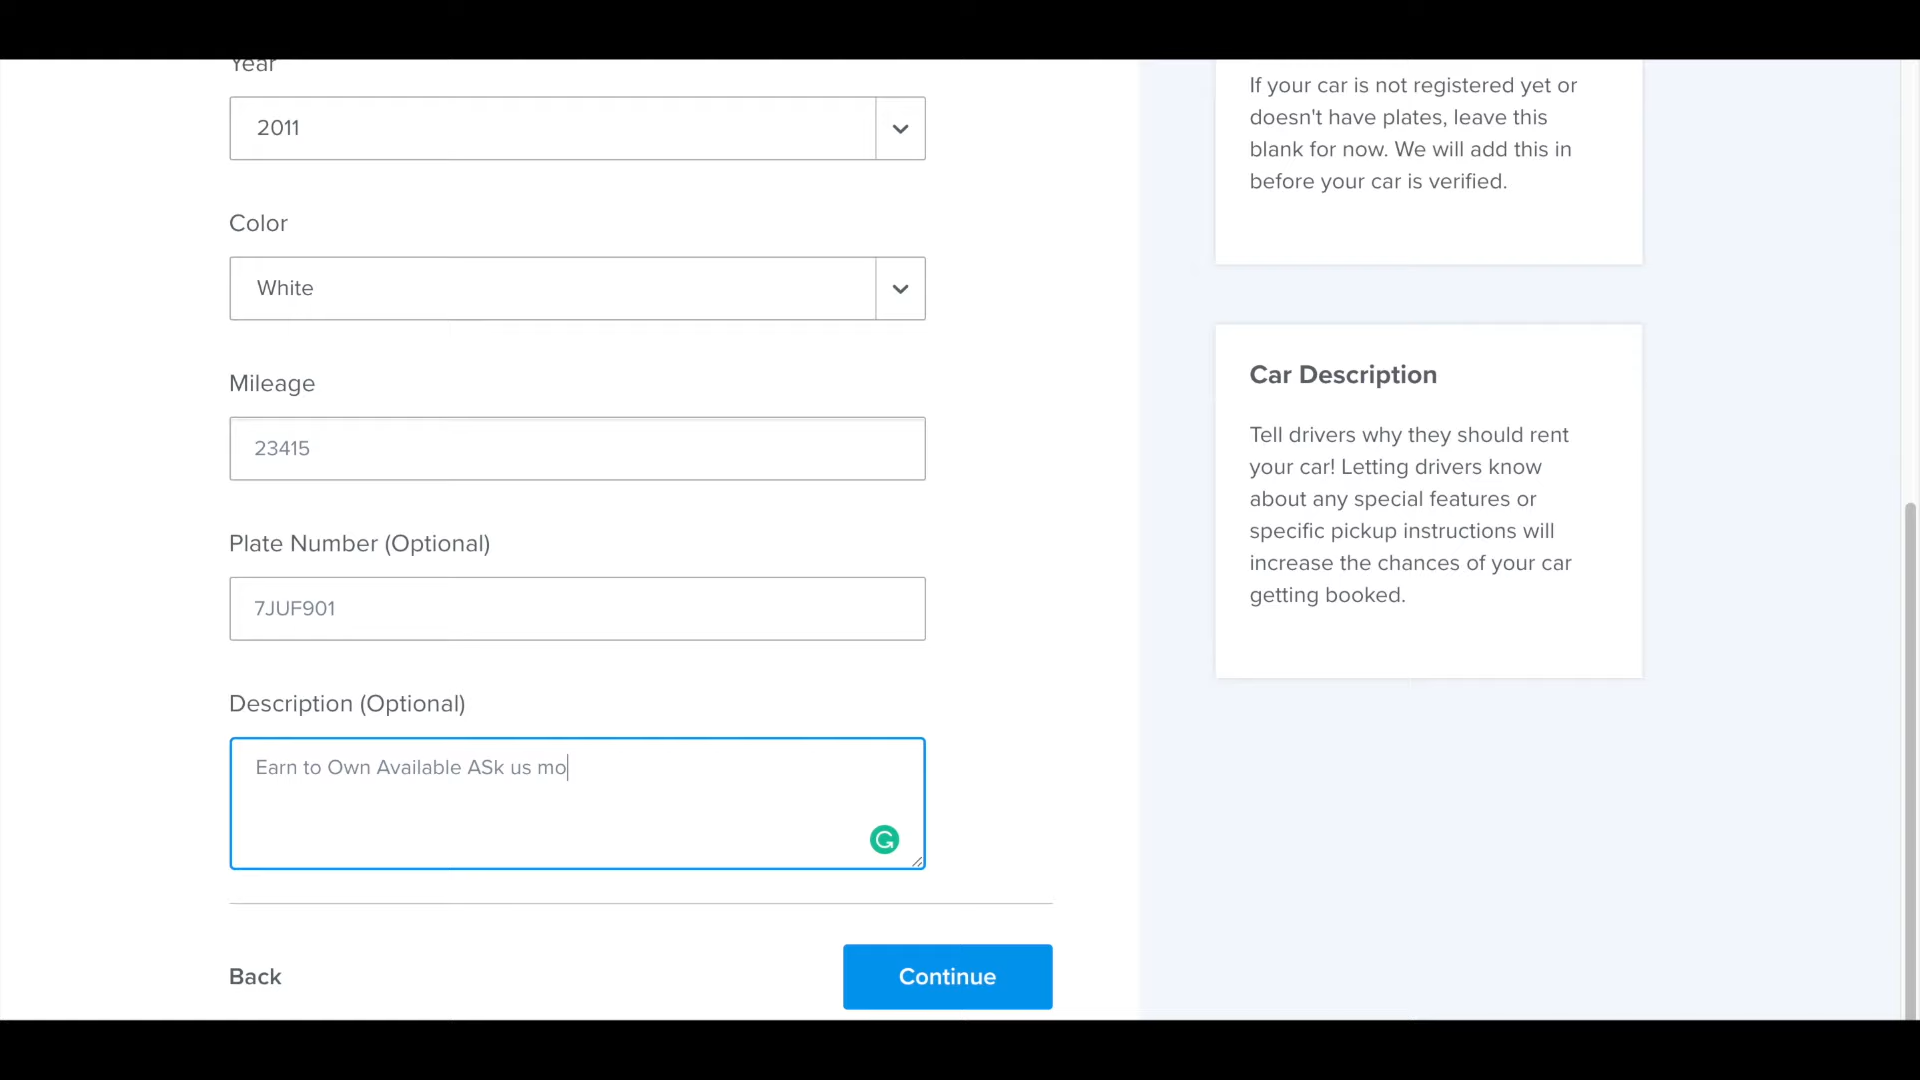 Year
2011
Color
White
Mileage
23415
Plate Number (Optional)
7JUF901
Description (Optional)
Earn to Own Available ASk us mo
Back
Continue
If your car is not registered yet or
doesn't have plates, leave this
blank for now. We will add this in
before your car is verified.
Car Description
Tell drivers why they should rent
your car! Letting drivers know
about any special features or
specific pickup instructions will
increase the chances of your car
getting booked.